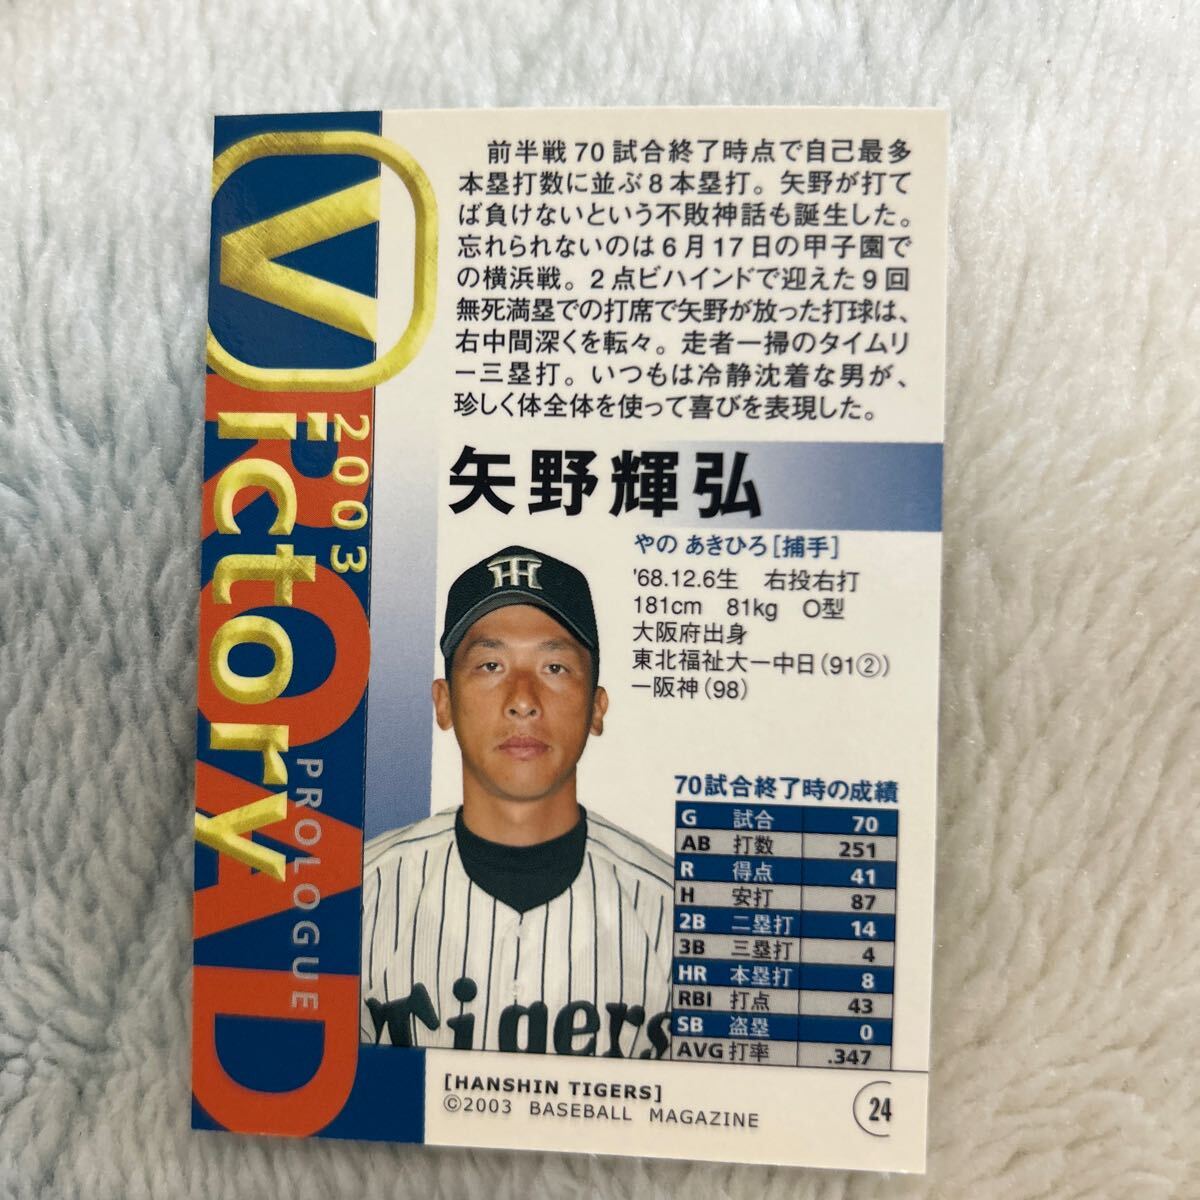 前半戦70試合終了時点で自己最多
本塁打数に並ぶ8本塁打。矢野が打て
ば負けないという不敗神話も誕生した。
忘れられないのは6月17日の甲子園で
の横浜戦。2点ビハインドで迎えた9回
無死満塁での打席で矢野が放った打球は、
右中間深くを転々。走者一掃のタイムリ
ー三塁打。いつもは冷静沈着な男が、
珍しく体全体を使って喜びを表現した。
矢野輝弘
やの あきひろ[捕手]
'68.12.6生 右投右打
181cm 81kg O型
大阪府出身
東北福祉大ー中日(91②)
ー阪神(98)
70試合終了時の成績
G 試合 70
AB 打数 251
R 得点 41
H 安打 87
2B 二塁打 14
3B 三塁打 4
HR 本塁打 8
RBI 打点 43
SB 盗塁 0
AVG 打率 .347
Victory
2003
ROAD
PROLOGUE
TH
Tigers
[HANSHIN TIGERS]
©2003 BASEBALL MAGAZINE
24